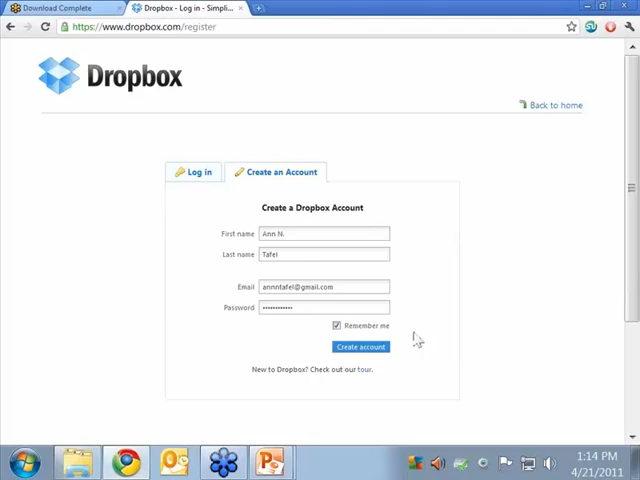 Download Complete
Dropbox - Log in - Simpli...
https://www.dropbox.com/register
Dropbox
Back to home
Log in
Create an Account
Create a Dropbox Account
First name Ann N.
Last name Tafel
Email annntafel@gmail.com
Password ••••••••••••
Remember me
Create account
New to Dropbox? Check out our tour.
1:14 PM
4/21/2011